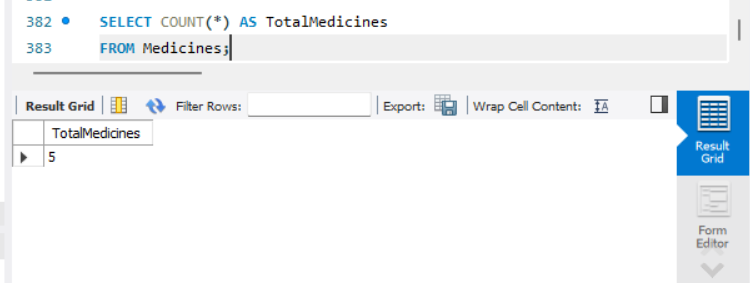 382 SELECT COUNT(*) AS TotalMedicines
383 FROM Medicines;
Result Grid Filter Rows: Export: Wrap Cell Content: IA
TotalMedicines
5
Result
Grid
Form
Editor